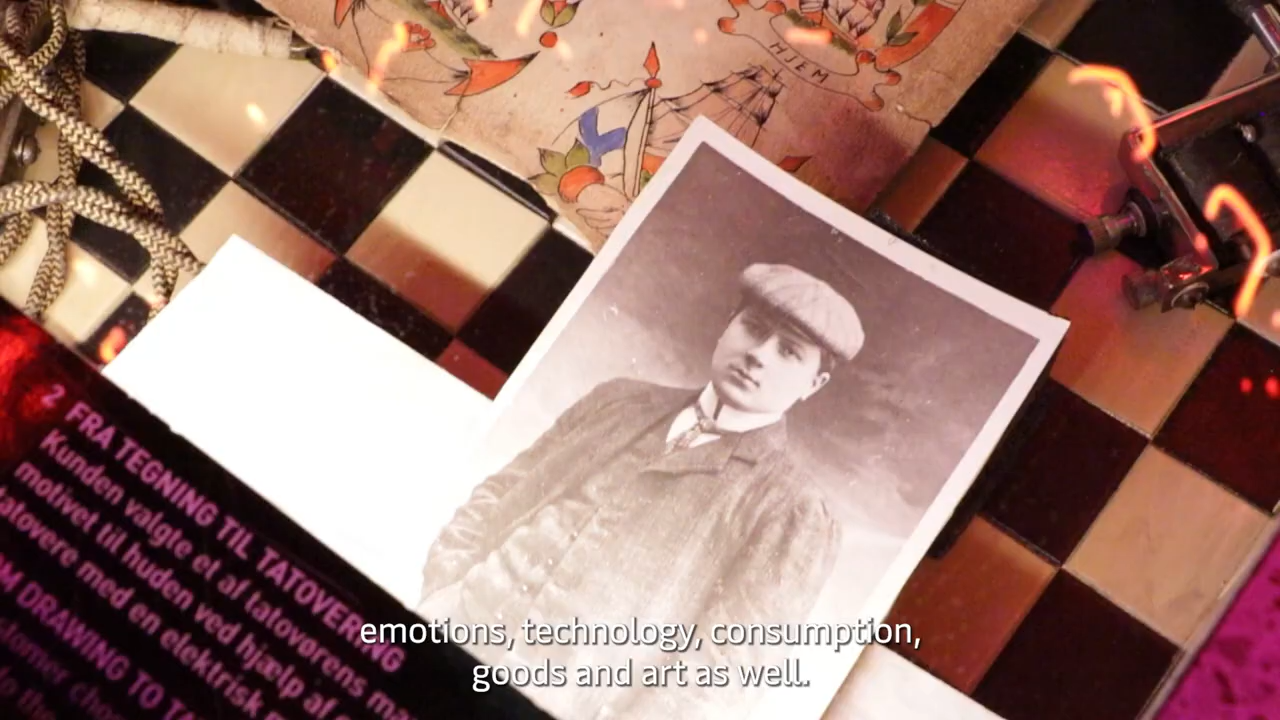 HJEM
2 FRA TEGNING TIL TATOVERING
Kunden valgte et af tatovørens
motivet til huden ved hjælp af
tatovere med en elektrisk
DRAWING TO
emotions, technology, consumption,
goods and art as well.